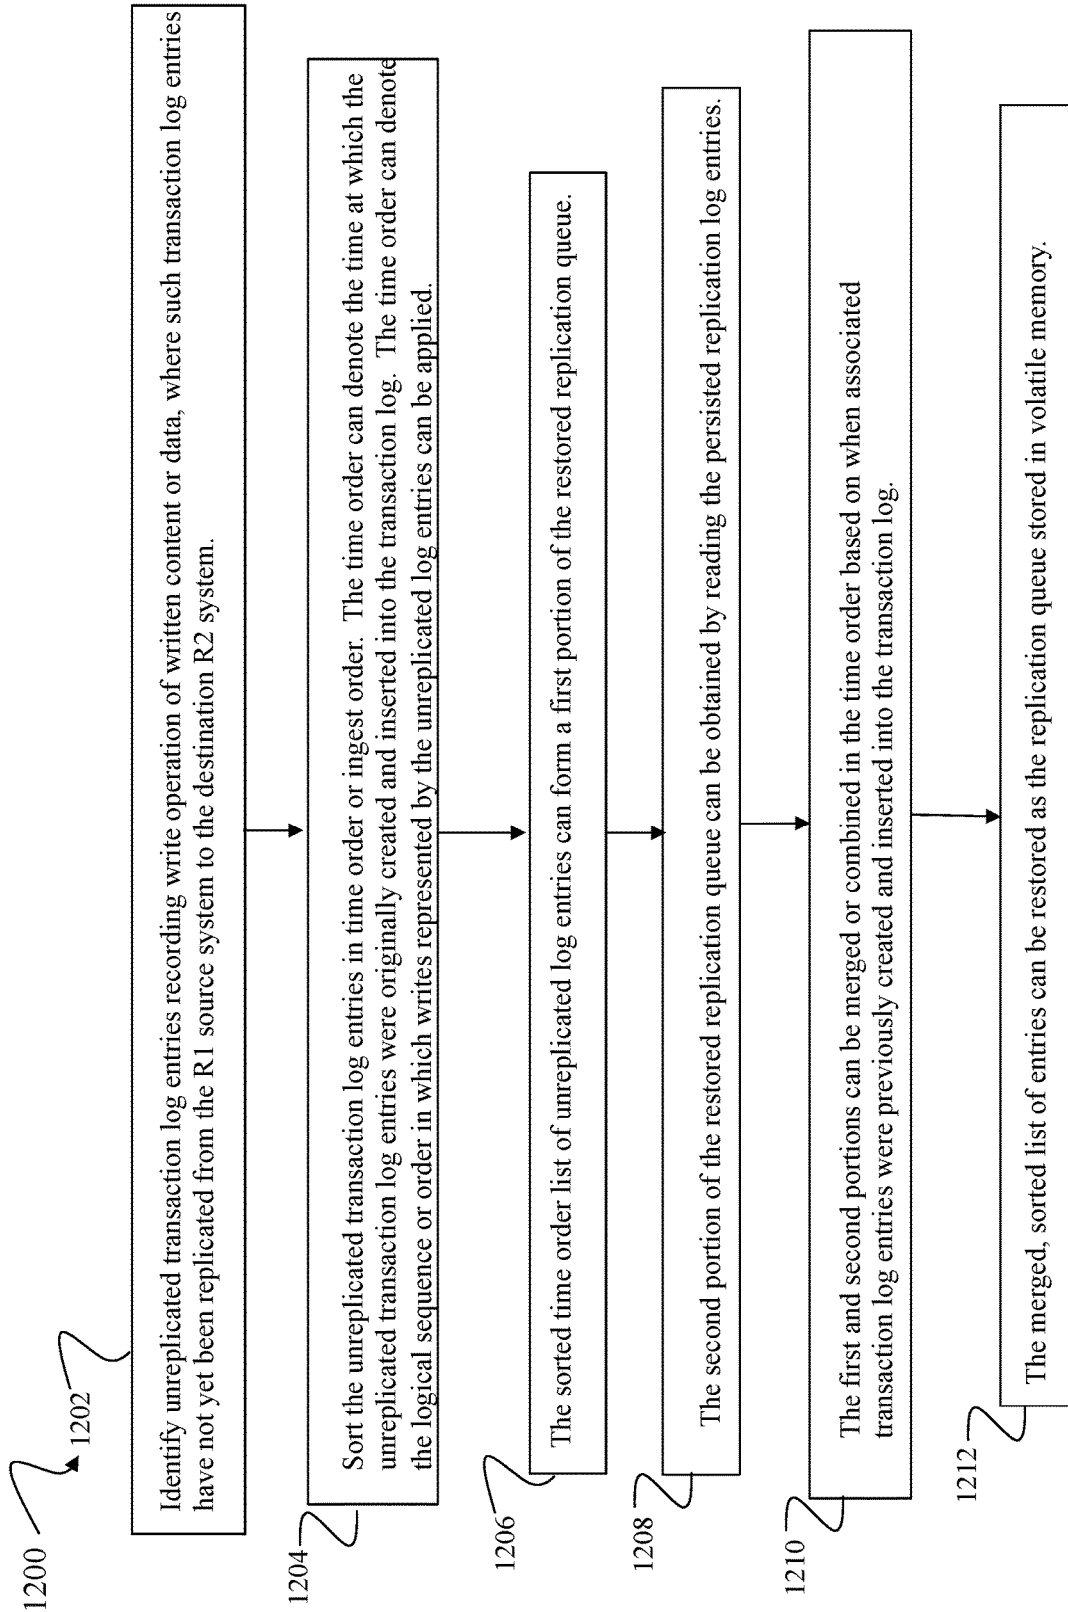 1200
1202
Identify unreplicated transaction log entries recording write operation of written content or data, where such transaction log entries
have not yet been replicated from the R1 source system to the destination R2 system.
1204
Sort the unreplicated transaction log entries in time order or ingest order. The time order can denote the time at which the
unreplicated transaction log entries were originally created and inserted into the transaction log. The time order can denote
the logical sequence or order in which writes represented by the unreplicated log entries can be applied.
1206
The sorted time order list of unreplicated log entries can form a first portion of the restored replication queue.
1208
The second portion of the restored replication queue can be obtained by reading the persisted replication log entries.
1210
The first and second portions can be merged or combined in the time order based on when associated
transaction log entries were previously created and inserted into the transaction log.
1212
The merged, sorted list of entries can be restored as the replication queue stored in volatile memory.